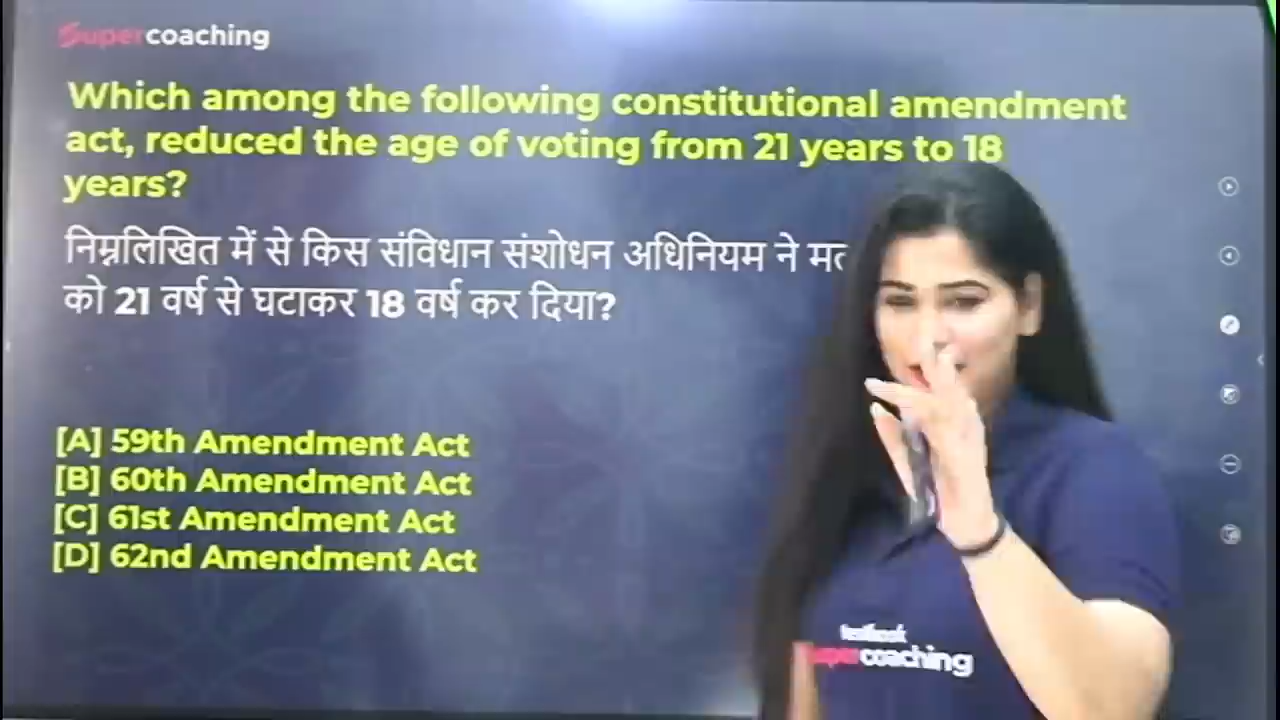 Supercoaching
Which among the following constitutional amendment
act, reduced the age of voting from 21 years to 18
years?
निम्नलिखित में से किस संविधान संशोधन अधिनियम ने
को 21 वर्ष से घटाकर 18 वर्ष कर दिया?
[A] 59th Amendment Act
[B] 60th Amendment Act
[C] 61st Amendment Act
[D] 62nd Amendment Act
testbook
Supercoaching